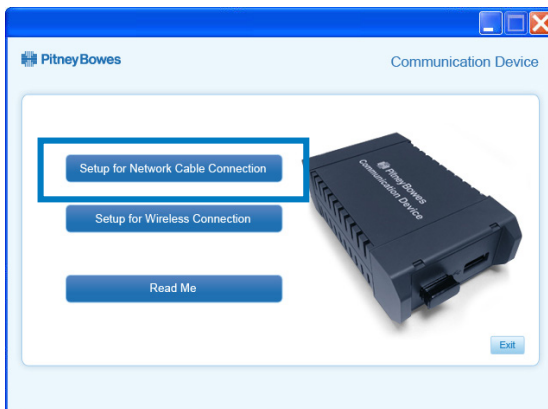 Pitney Bowes
Communication Device
Setup for Network Cable Connection
Setup for Wireless Connection
Read Me
Pitney Bowes
Communication Device
Exit